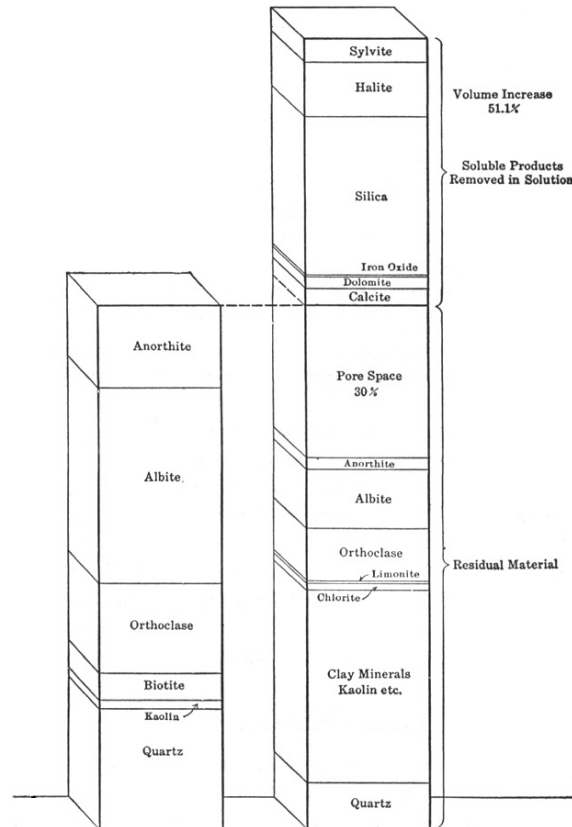 Sylvite
Halite
Silica
Iron Oxide
Dolomite
Calcite
Pore Space
30%
Anorthite
Albite
Orthoclase
Limonite
Chlorite
Clay Minerals
Kaolin etc.
Quartz
Volume Increase
51.1%
Soluble Products
Removed in Solution
Residual Material
Anorthite
Albite
Orthoclase
Biotite
Kaolin
Quartz